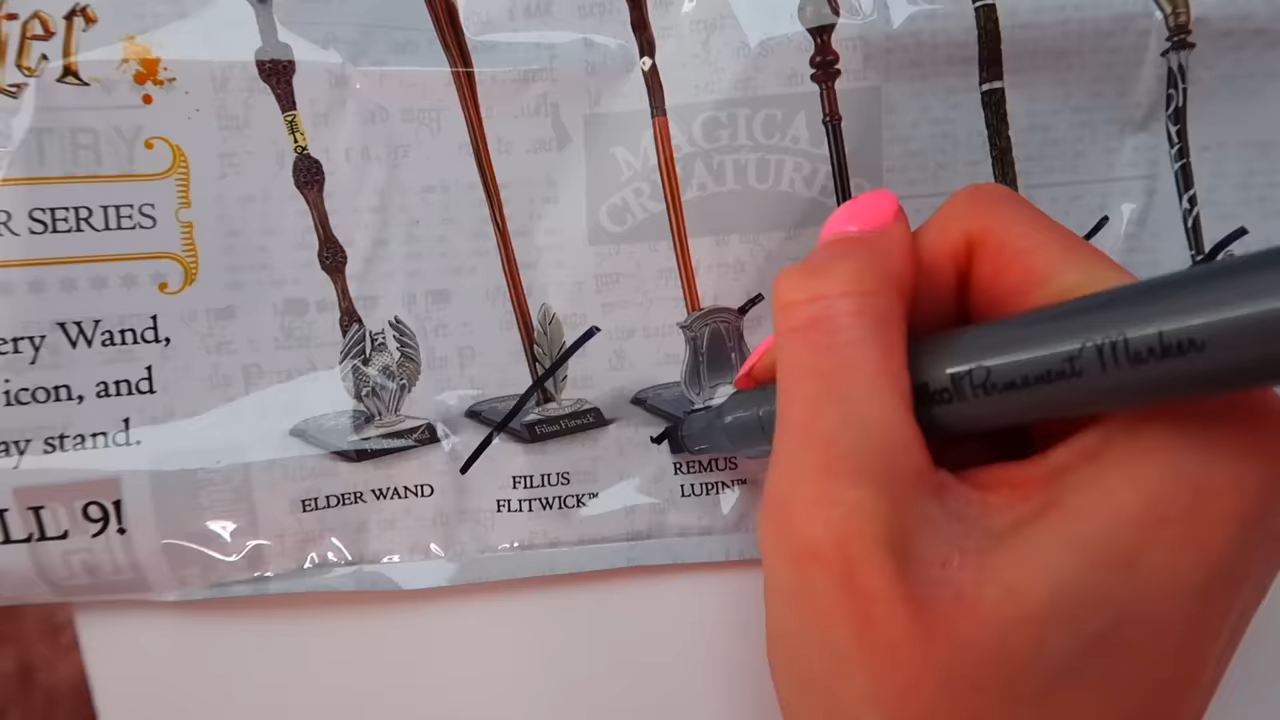 ter
R SERIES
ery Wand,
icon, and
ay stand.
LL 9!
MAGICAL
CREATURES
The Elder Wand
Filius Flitwick
ELDER WAND
FILIUS
FLITWICK™
REMUS
LUPIN™
Permanent Marker